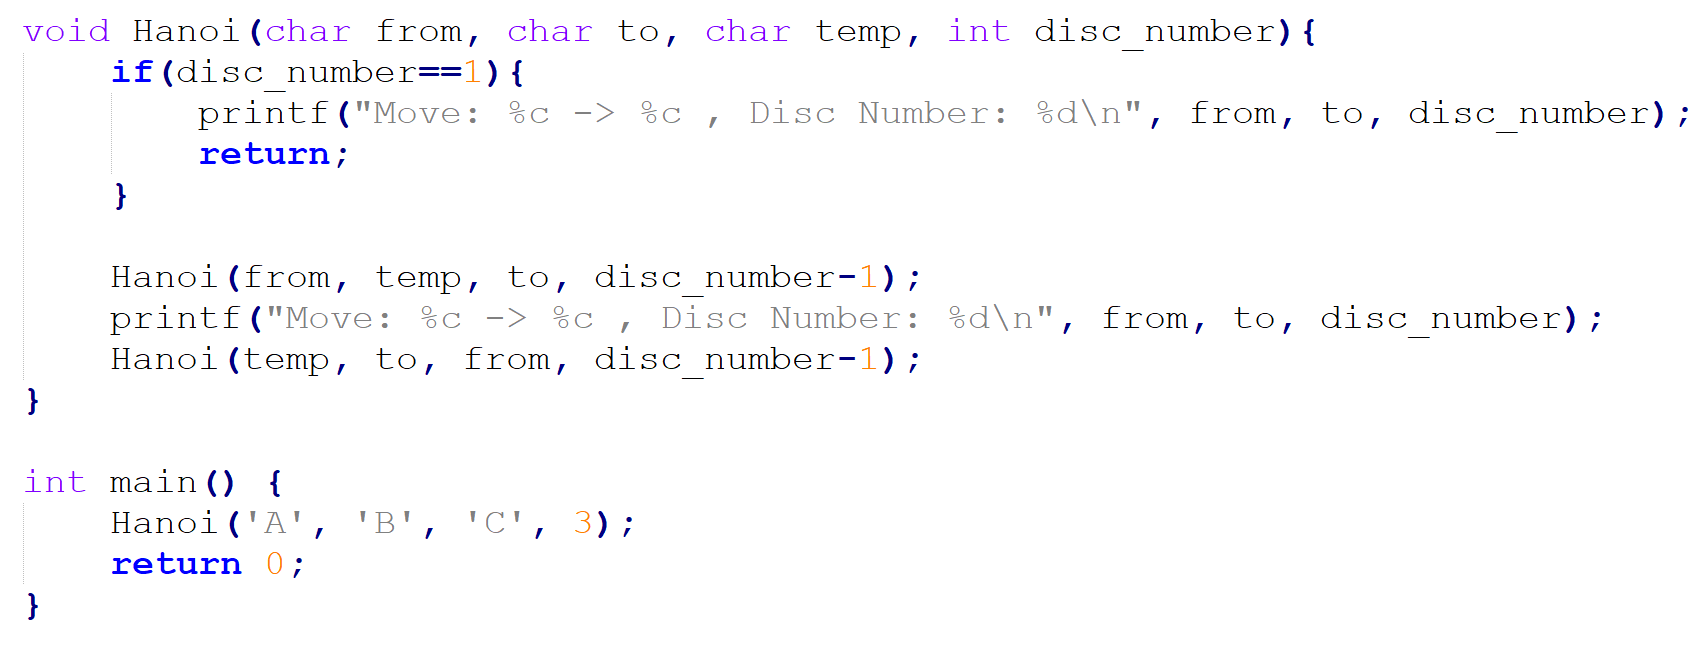 void Hanoi(char from, char to, char temp, int disc_number){
    if(disc_number==1){
        printf("Move: %c -> %c , Disc Number: %d\n", from, to, disc_number);
        return;
    }

    Hanoi(from, temp, to, disc_number-1);
    printf("Move: %c -> %c , Disc Number: %d\n", from, to, disc_number);
    Hanoi(temp, to, from, disc_number-1);
}

int main() {
    Hanoi('A', 'B', 'C', 3);
    return 0;
}